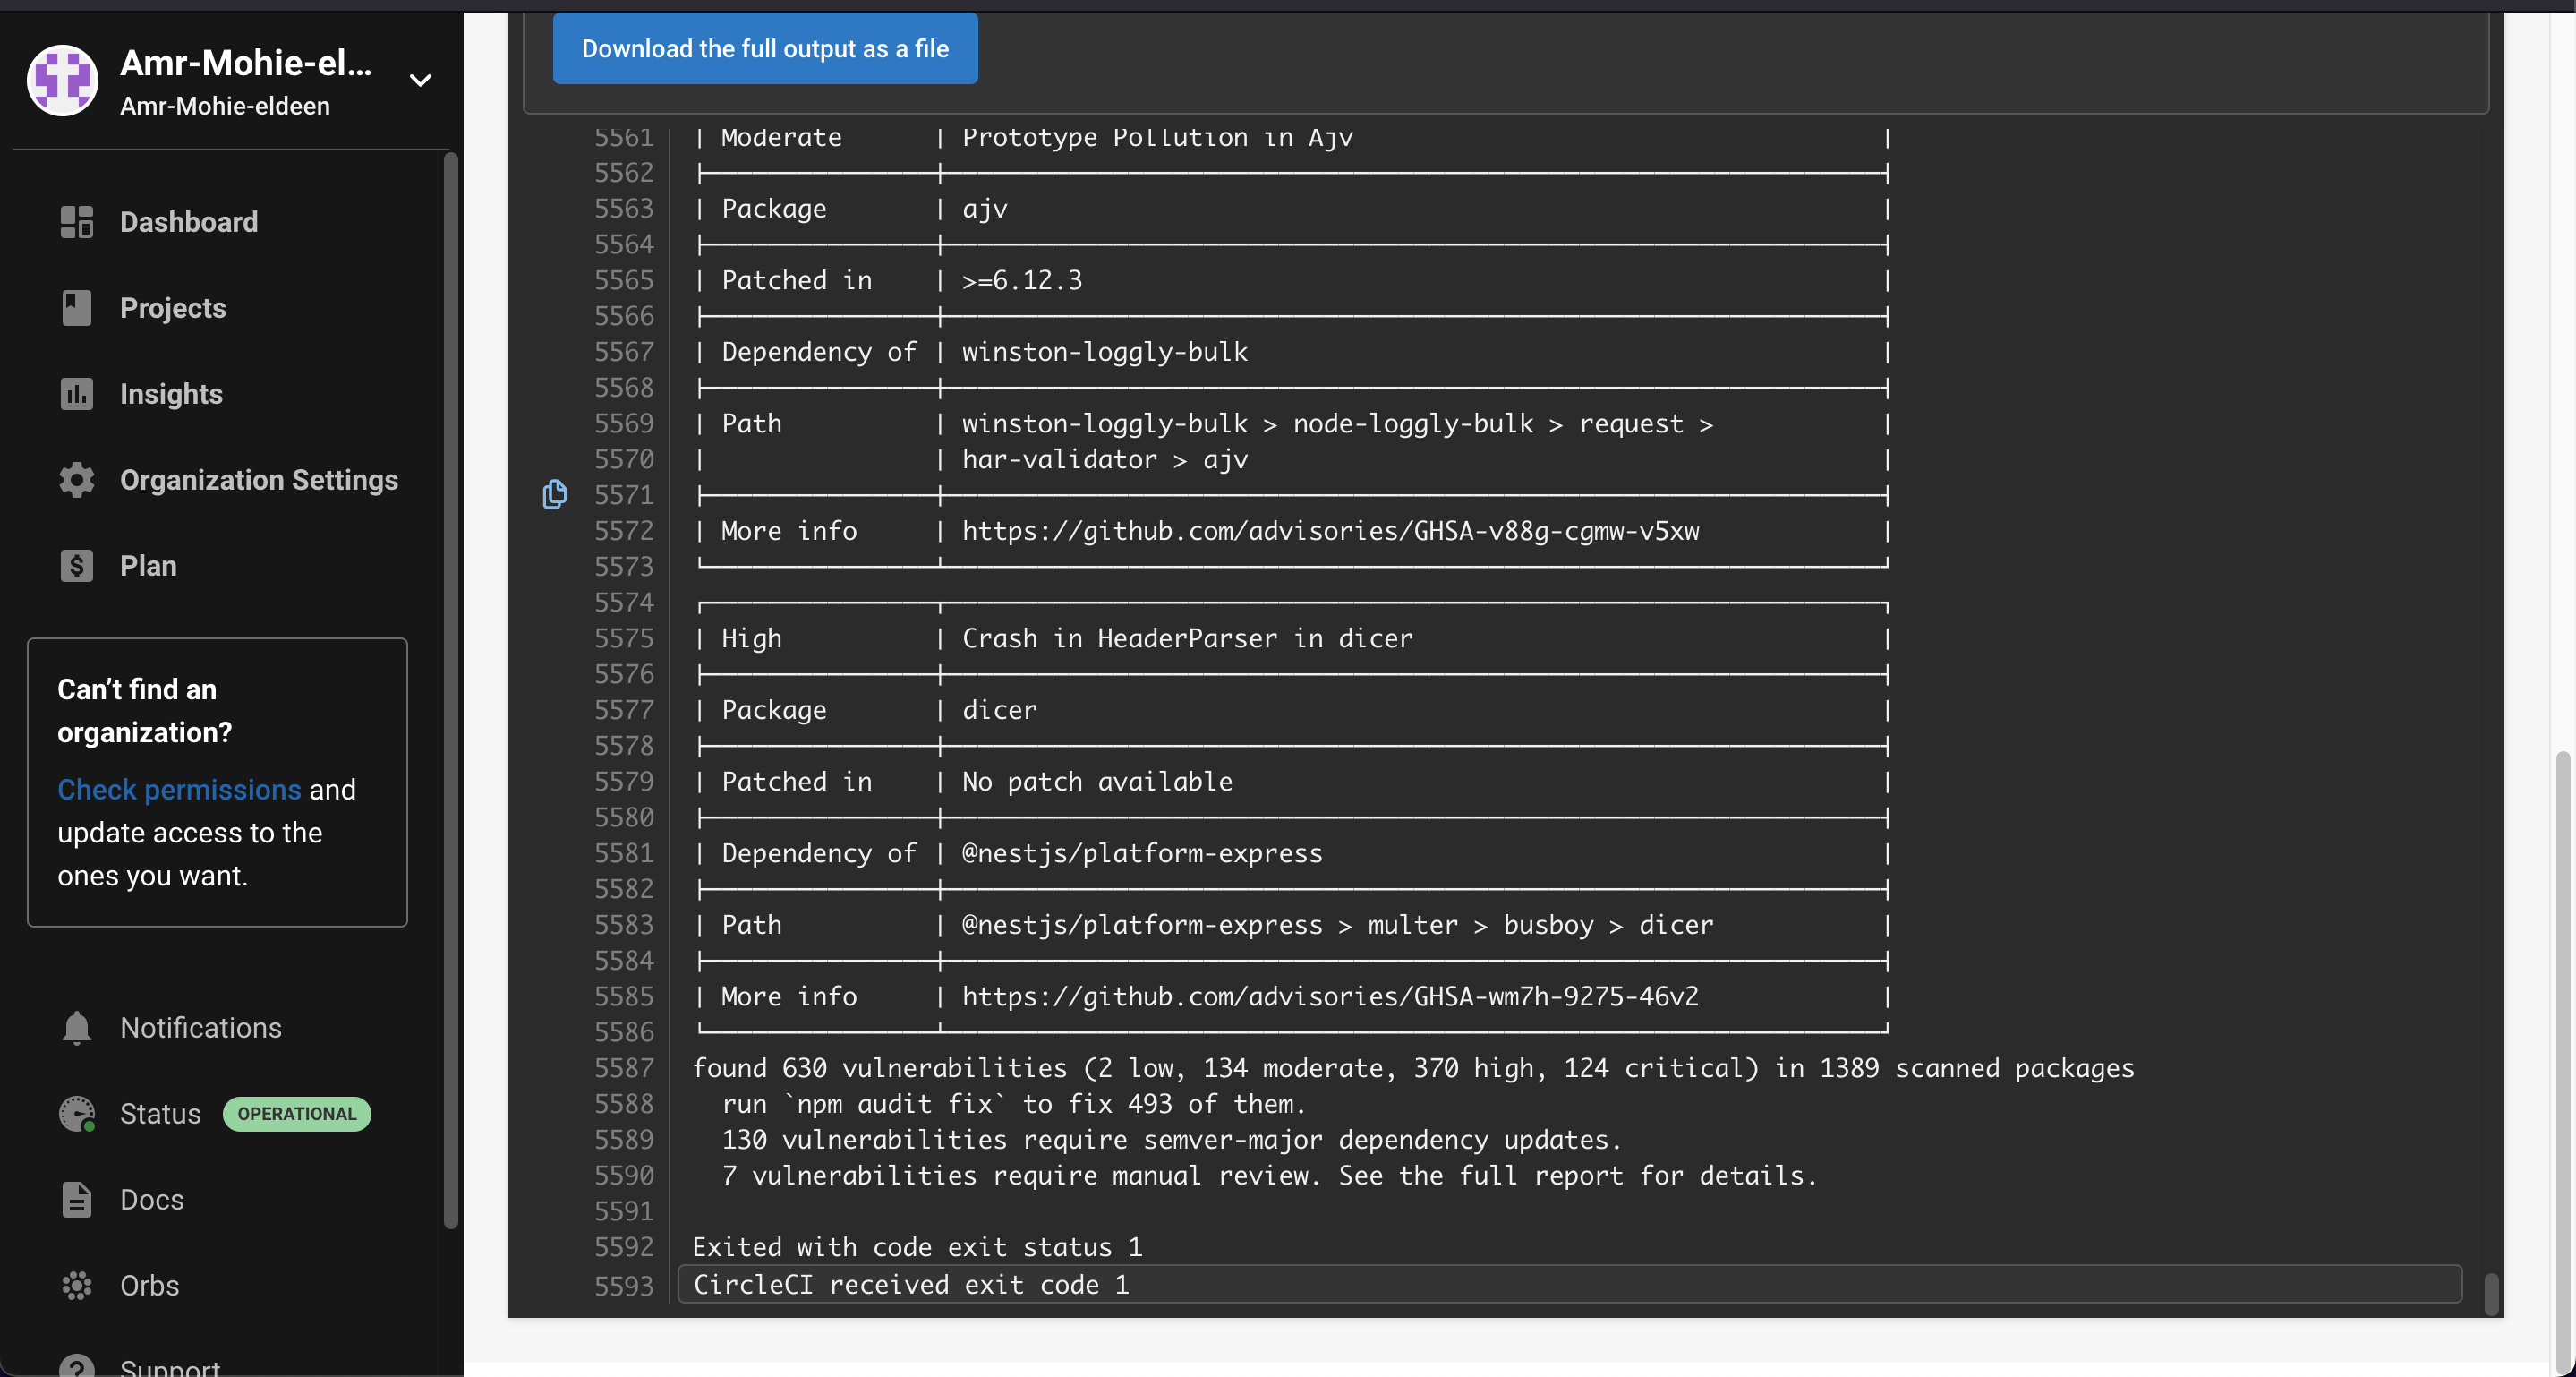 Amr-Mohie-el...
Amr-Mohie-eldeen
Dashboard
Projects
Insights
Organization Settings
Plan
Can’t find an
organization?
Check permissions and
update access to the
ones you want.
Notifications
Status OPERATIONAL
Docs
Orbs
Support
Download the full output as a file
5561 | Moderate | Prototype Pollution in Ajv |
5562
5563 | Package | ajv |
5564
5565 | Patched in | >=6.12.3 |
5566
5567 | Dependency of | winston-loggly-bulk |
5568
5569 | Path | winston-loggly-bulk > node-loggly-bulk > request > |
5570 | | har-validator > ajv |
5571
5572 | More info | https://github.com/advisories/GHSA-v88g-cgmw-v5xw |
5573
5574
5575 | High | Crash in HeaderParser in dicer |
5576
5577 | Package | dicer |
5578
5579 | Patched in | No patch available |
5580
5581 | Dependency of | @nestjs/platform-express |
5582
5583 | Path | @nestjs/platform-express > multer > busboy > dicer |
5584
5585 | More info | https://github.com/advisories/GHSA-wm7h-9275-46v2 |
5586
5587 found 630 vulnerabilities (2 low, 134 moderate, 370 high, 124 critical) in 1389 scanned packages
5588 run `npm audit fix` to fix 493 of them.
5589 130 vulnerabilities require semver-major dependency updates.
5590 7 vulnerabilities require manual review. See the full report for details.
5591
5592 Exited with code exit status 1
5593 CircleCI received exit code 1